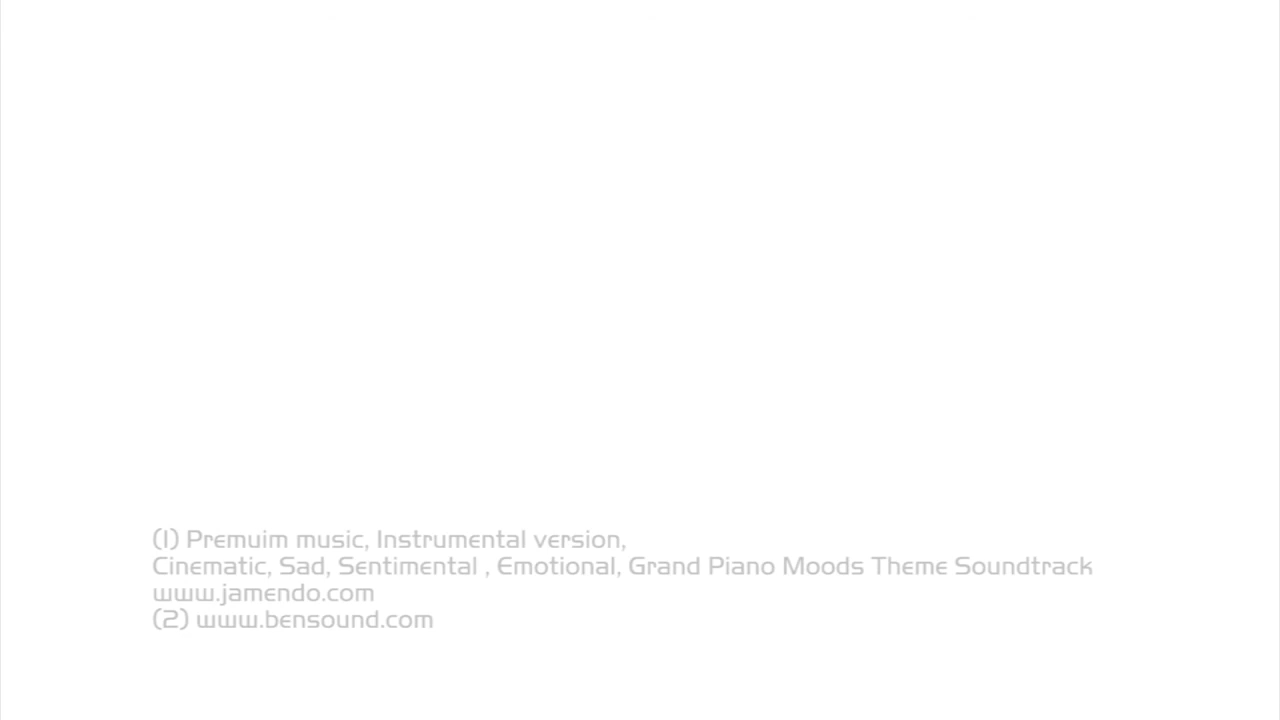 (1) Premuim music, Instrumental version,
Cinematic, Sad, Sentimental , Emotional, Grand Piano Moods Theme Soundtrack
www.jamendo.com
(2) www.bensound.com